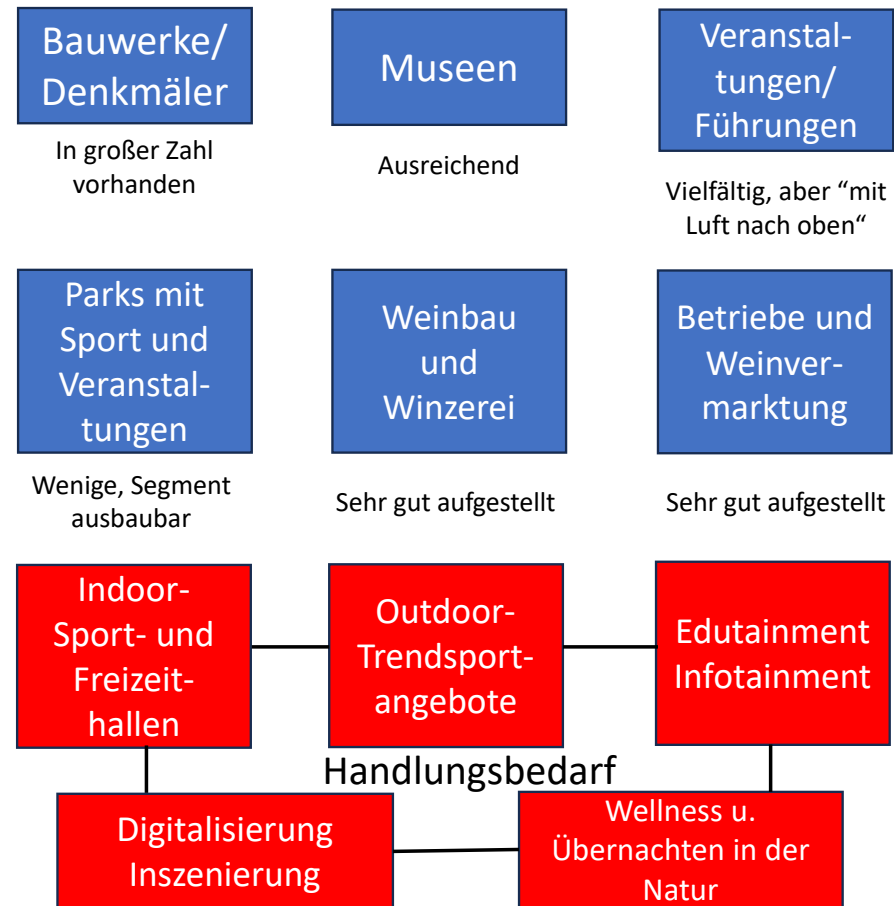 Bauwerke/
Denkmäler
In großer Zahl
vorhanden
Museen
Ausreichend
Veranstal-
tungen/
Führungen
Vielfältig, aber “mit
Luft nach oben“
Parks mit
Sport und
Veranstal-
tungen
Wenige, Segment
ausbaubar
Weinbau
und
Winzerei
Sehr gut aufgestellt
Betriebe und
Weinver-
marktung
Sehr gut aufgestellt
Indoor-
Sport- und
Freizeit-
hallen
Outdoor-
Trendsport-
angebote
Edutainment
Infotainment
Handlungsbedarf
Digitalisierung
Inszenierung
Wellness u.
Übernachten in der
Natur